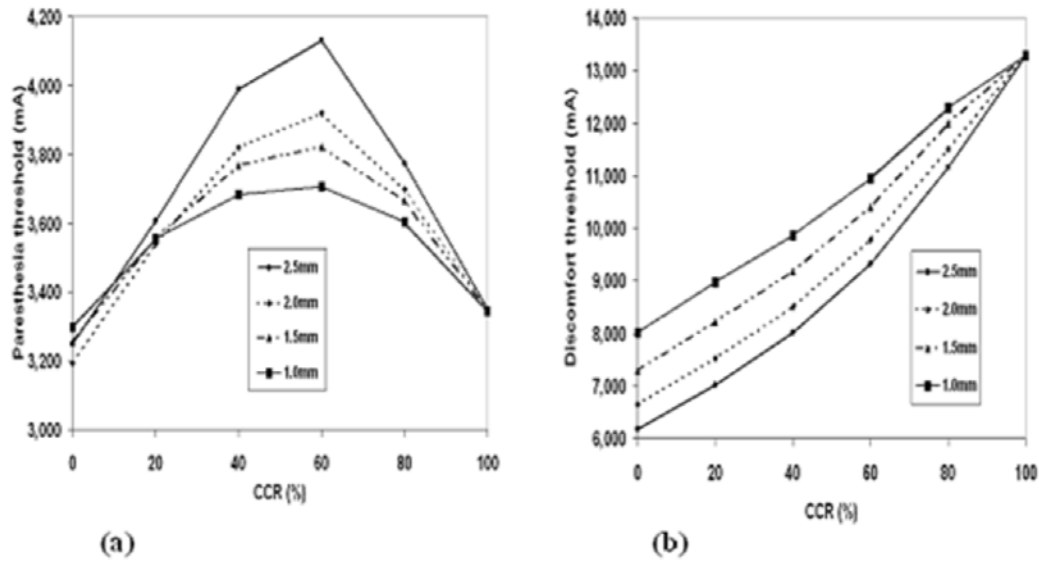 Paresthesia threshold (mA)
4,200
4,200
4,000
3,800
3,600
3,400
3,200
3,000
0 20 40 60 80 100
CCR (%)
2.5mm
2.0mm
1.5mm
1.0mm
(a)
Discomfort threshold (mA)
14,000
13,000
12,000
11,000
10,000
9,000
8,000
7,000
6,000
0 20 40 60 80 100
CCR (%)
2.5mm
2.0mm
1.5mm
1.0mm
(b)